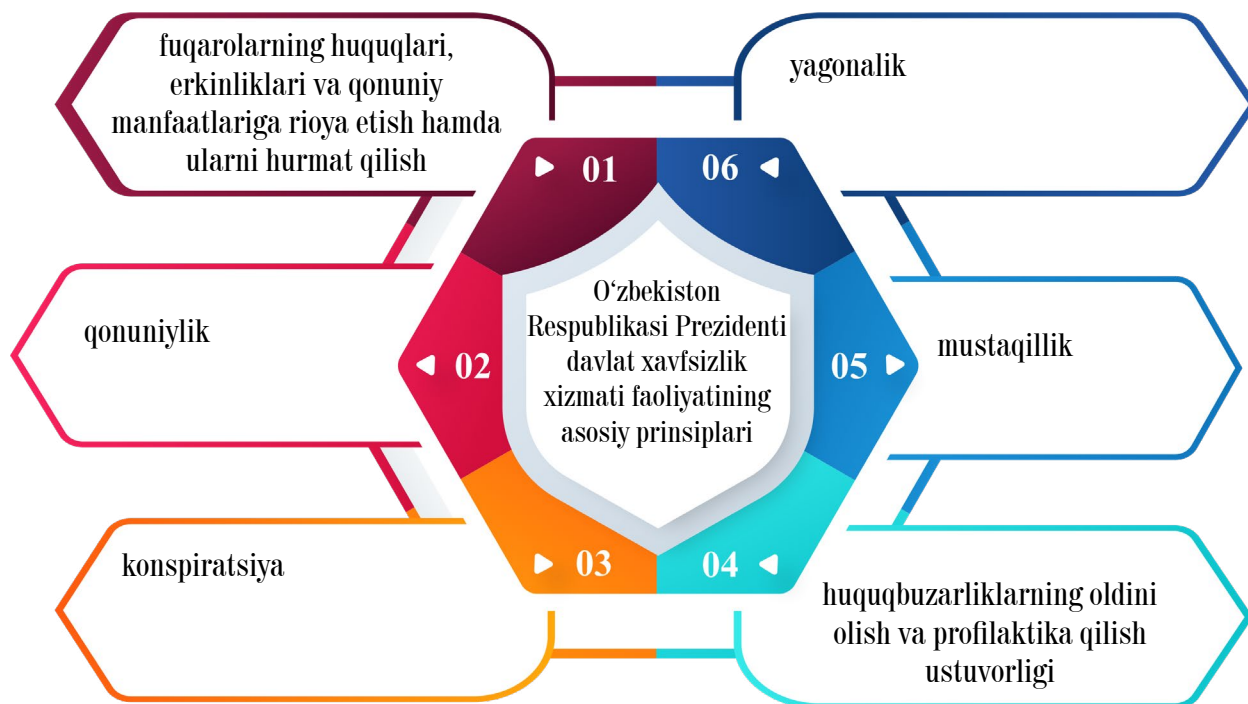 fuqarolarning huquqlari,
erkinliklari va qonuniy
manfaatlariga rioya etish hamda
ularni hurmat qilish
01
qonuniylik
02
konspiratsiya
03
O‘zbekiston
Respublikasi Prezidenti
davlat xavfsizlik
xizmati faoliyatining
asosiy prinsiplari
04
huquqbuzarliklarning oldini
olish va profilaktika qilish
ustuvorligi
05
mustaqillik
06
yagonalik